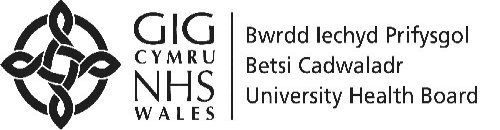 GIG
CYMRU
NHS
WALES
Bwrdd Iechyd Prifysgol
Betsi Cadwaladr
University Health Board